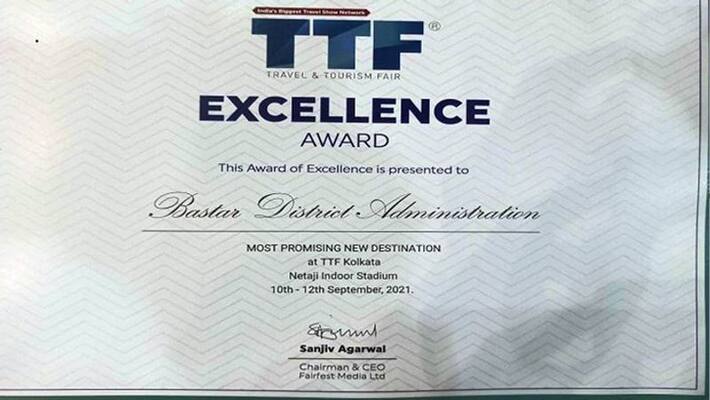 India's Biggest Travel Show Network
TTF®
TRAVEL & TOURISM FAIR
EXCELLENCE
AWARD
This Award of Excellence is presented to
Bastar District Administration
MOST PROMISING NEW DESTINATION
at TTF Kolkata
Netaji Indoor Stadium
10th - 12th September, 2021.
Sanjiv Agarwal
Chairman & CEO
Fairfest Media Ltd